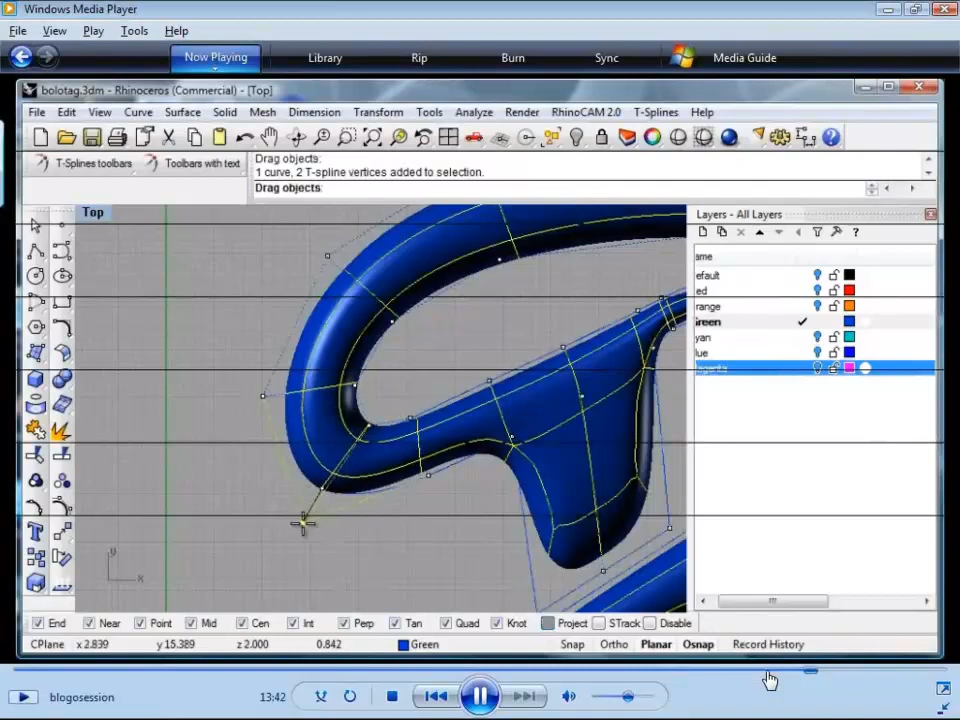 Windows Media Player
File View Play Tools Help
Now Playing Library Rip Burn Sync Media Guide
bolotag.3dm - Rhinoceros (Commercial) - [Top]
File Edit View Curve Surface Solid Mesh Dimension Transform Tools Analyze Render RhinoCAM 2.0 T-Splines Help
T-Splines toolbars Toolbars with text
Drag objects:
1 curve, 2 T-spline vertices added to selection.
Drag objects:
Top
Layers - All Layers
ame
efault
ed
range
reen
yan
lue
agenta
y
x
End Near Point Mid Cen Int Perp Tan Quad Knot Project STrack Disable
CPlane x 2.839 y 15.389 z 2.000 0.842 Green Snap Ortho Planar Osnap Record History
blogosession 13:42